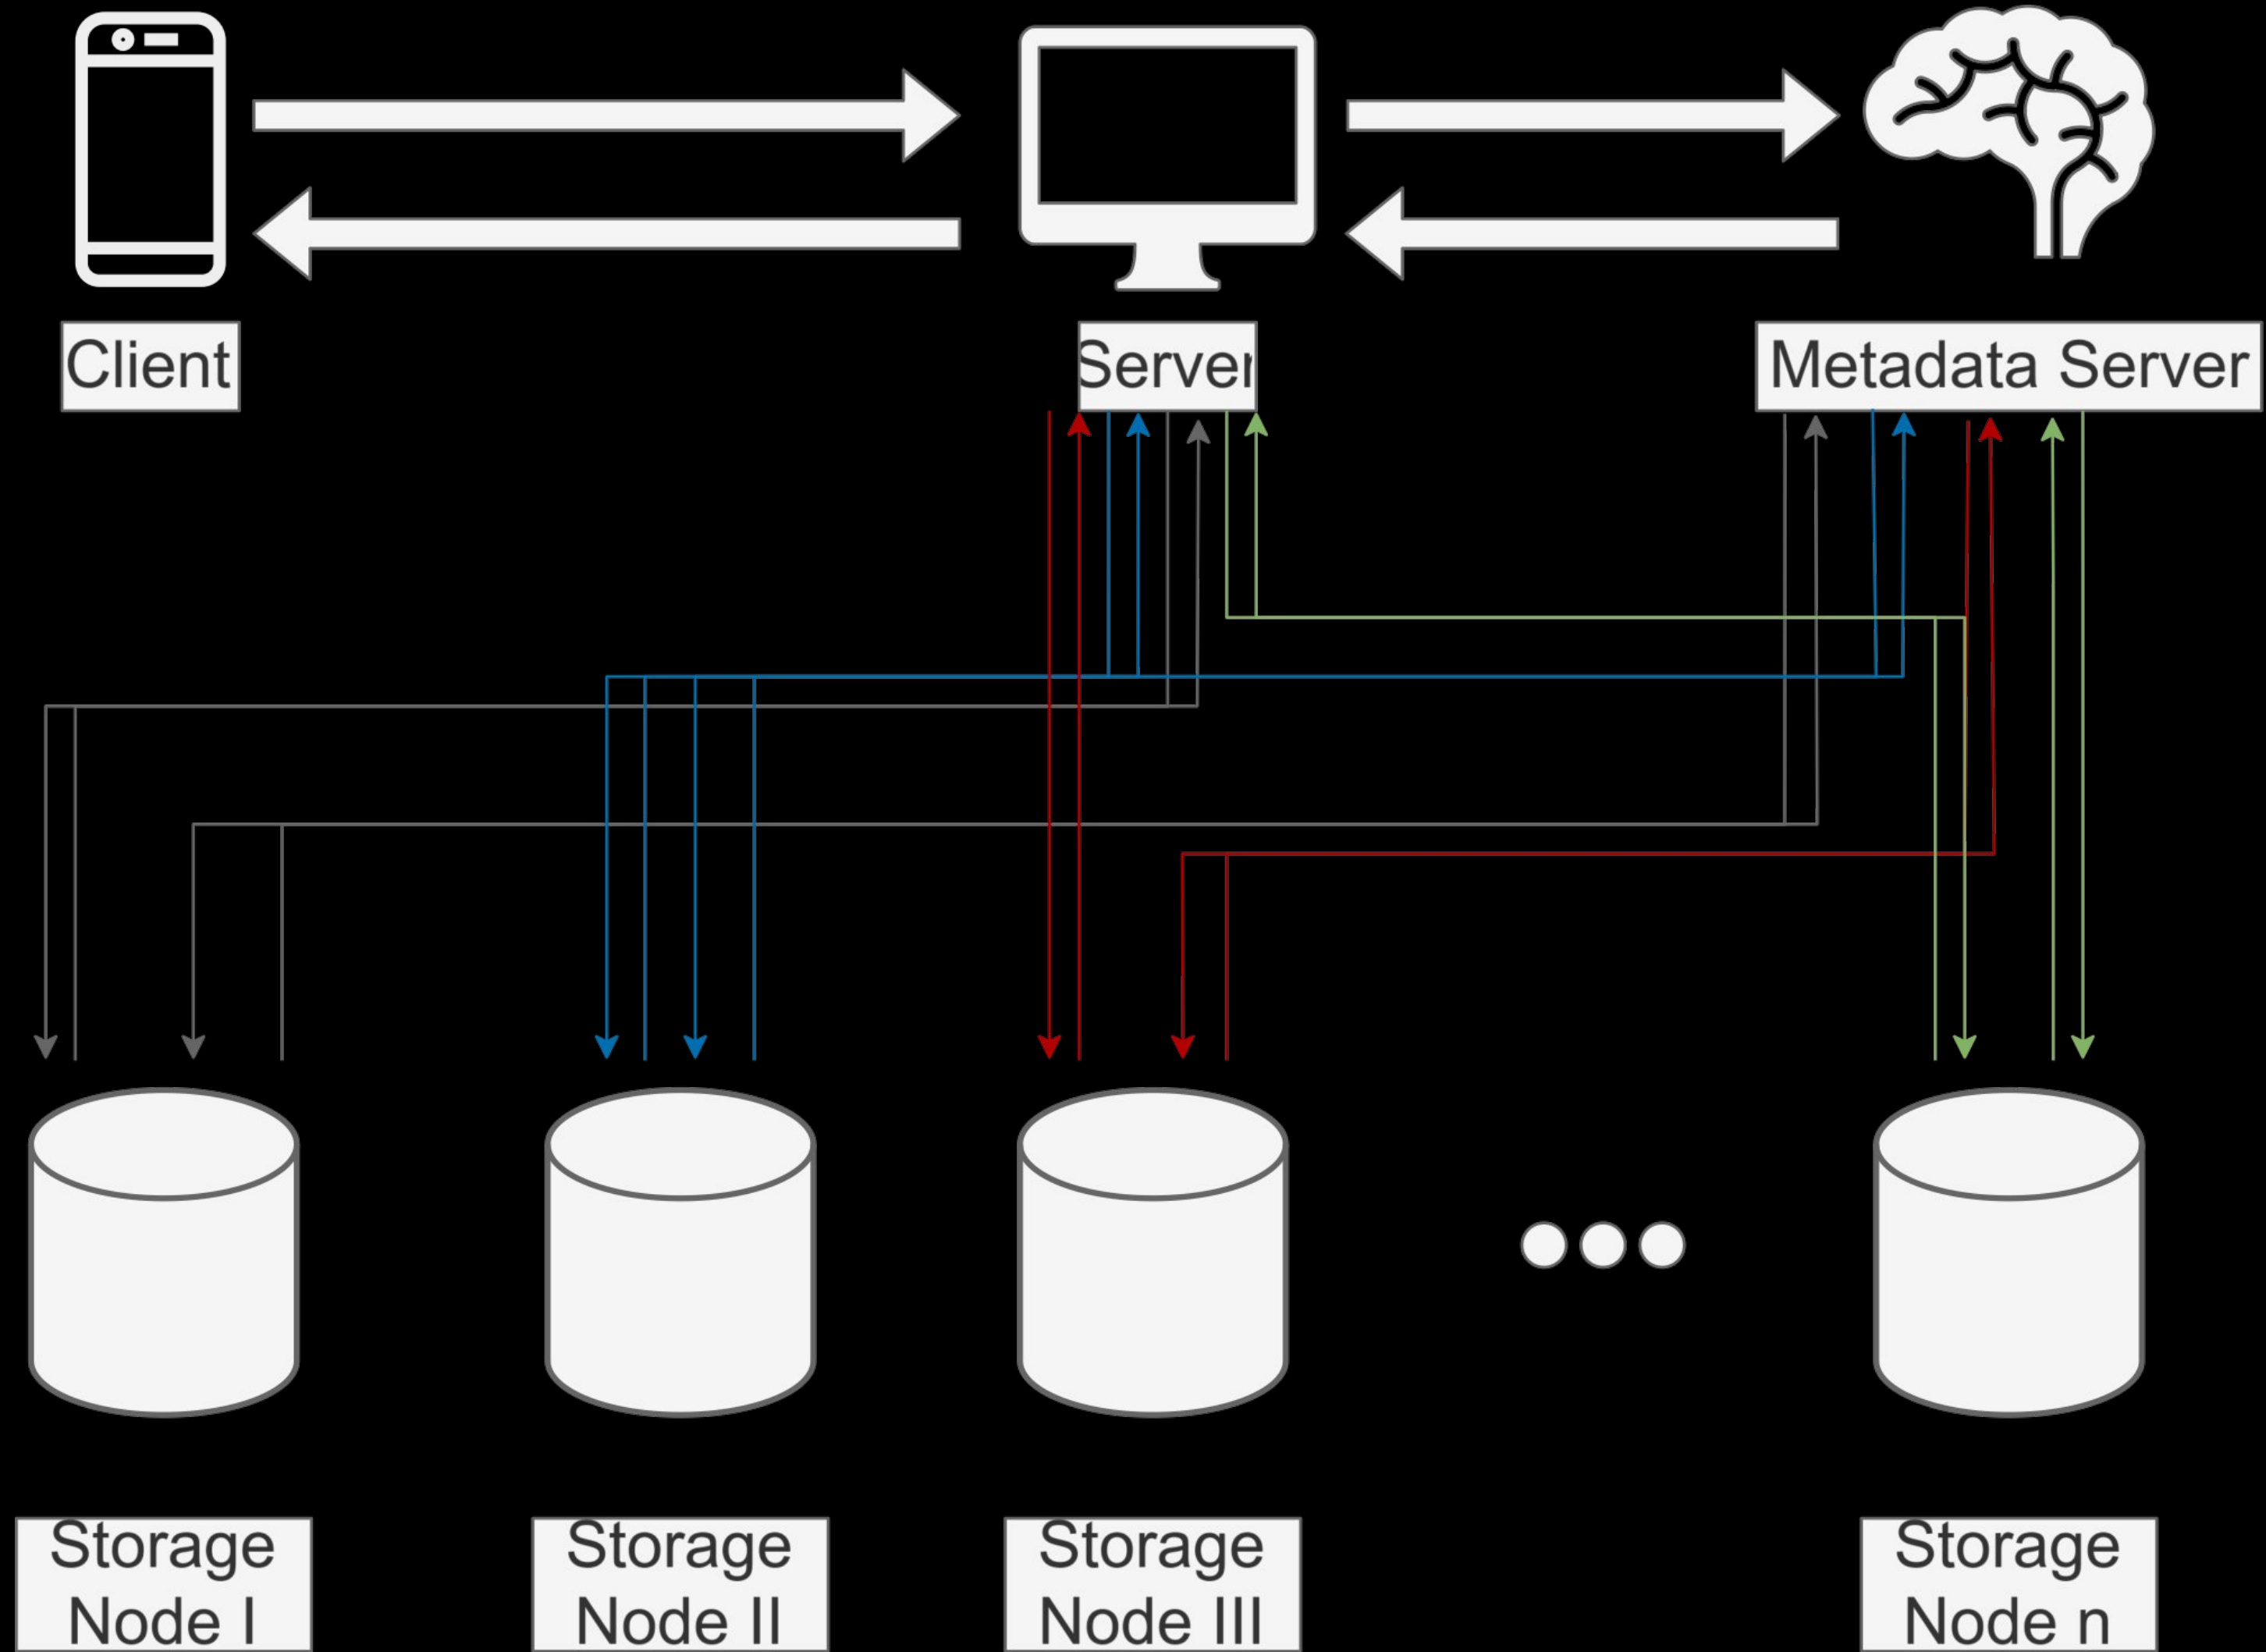 Client
Server
Metadata Server
Storage
Node I
Storage
Node II
Storage
Node III
Storage
Node n